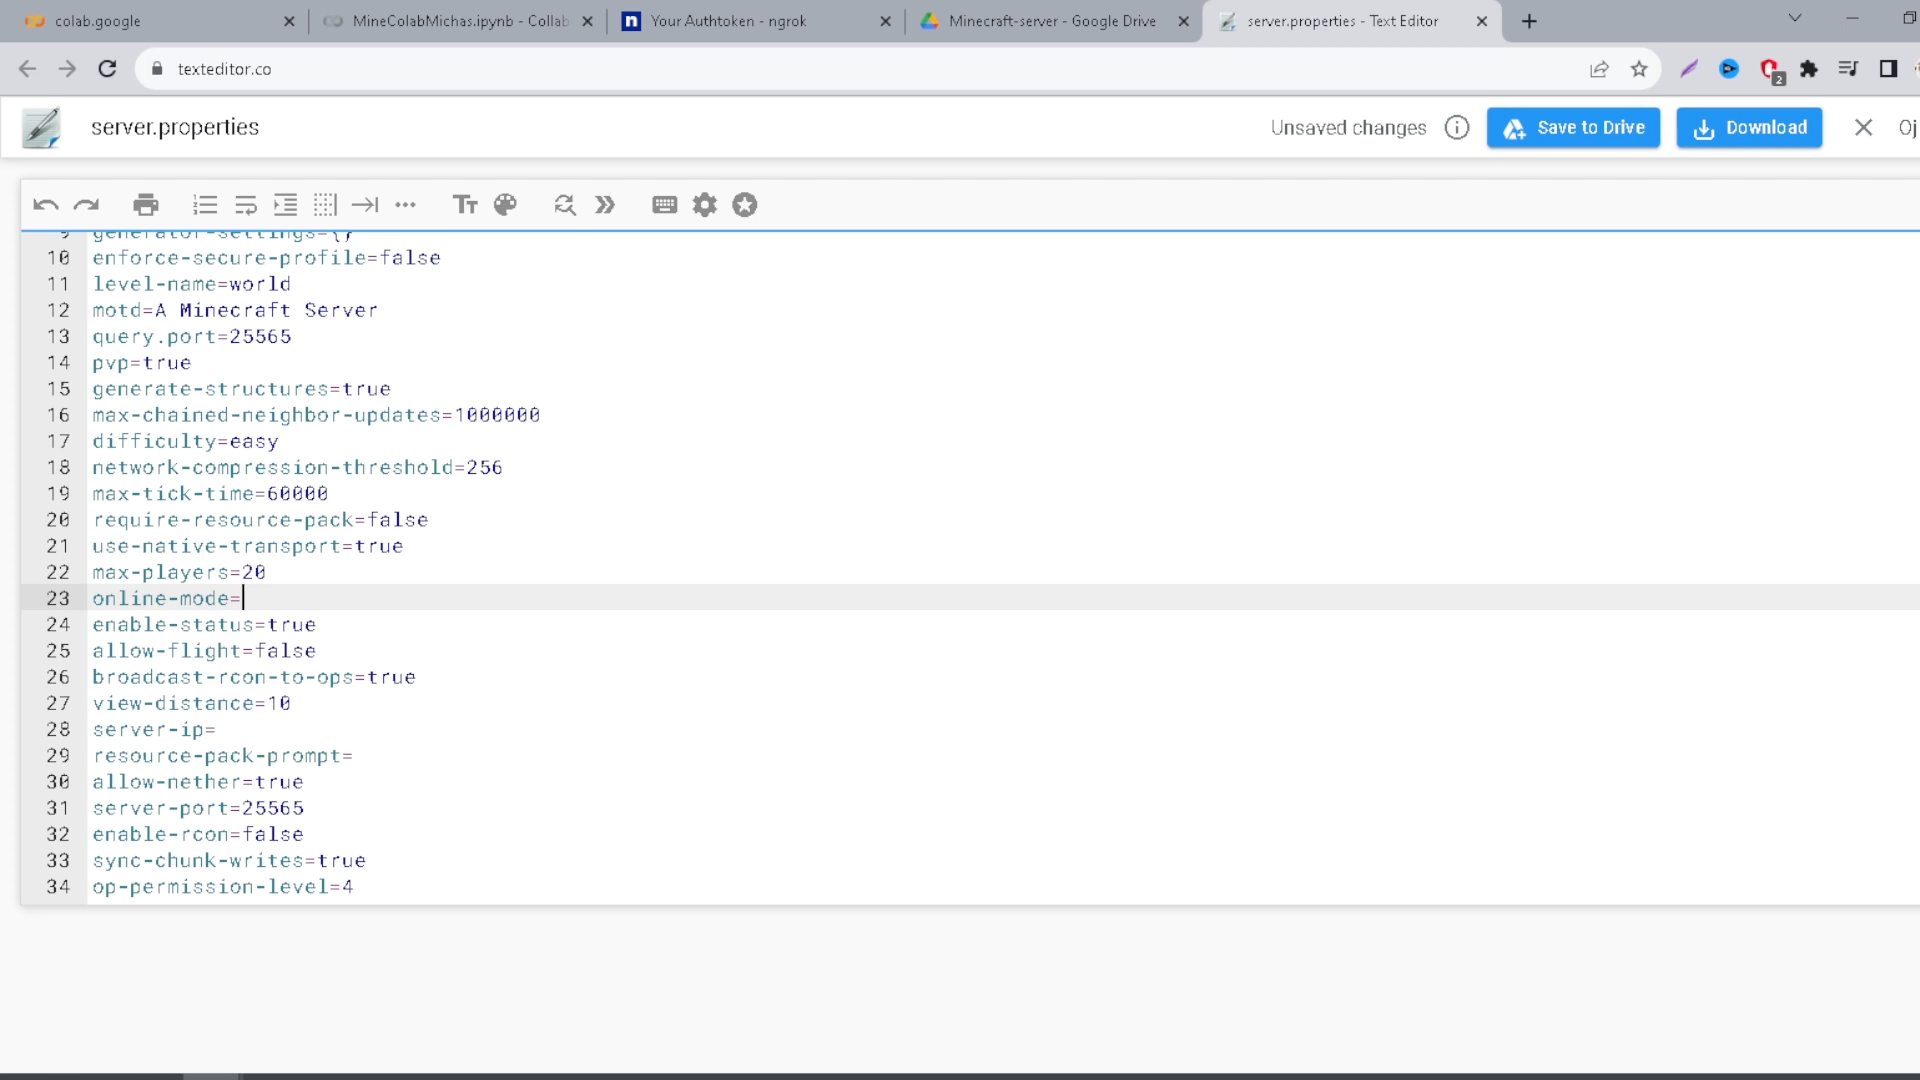 colab.google
MineColabMichas.ipynb - Collab
Your Authtoken - ngrok
Minecraft-server - Google Drive
server.properties - Text Editor
texteditor.co
2
server.properties
Unsaved changes
Save to Drive
Download
9 generator-settings={}
10 enforce-secure-profile=false
11 level-name=world
12 motd=A Minecraft Server
13 query.port=25565
14 pvp=true
15 generate-structures=true
16 max-chained-neighbor-updates=1000000
17 difficulty=easy
18 network-compression-threshold=256
19 max-tick-time=60000
20 require-resource-pack=false
21 use-native-transport=true
22 max-players=20
23 online-mode=
24 enable-status=true
25 allow-flight=false
26 broadcast-rcon-to-ops=true
27 view-distance=10
28 server-ip=
29 resource-pack-prompt=
30 allow-nether=true
31 server-port=25565
32 enable-rcon=false
33 sync-chunk-writes=true
34 op-permission-level=4